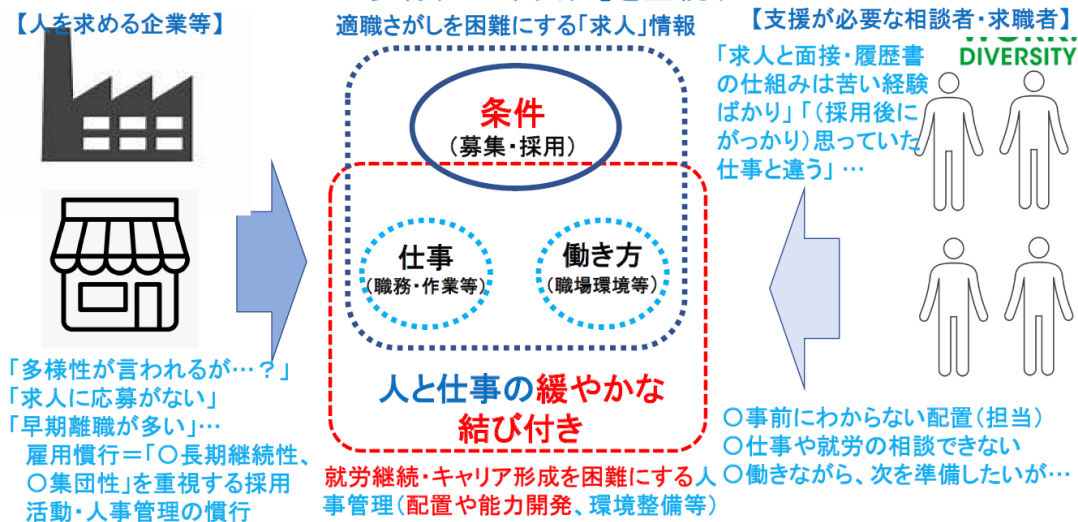 【人を求める企業等】
適職さがしを困難にする「求人」情報
【支援が必要な相談者・求職者】
DIVERSITY
「求人と面接・履歴書
の仕組みは苦い経験
ばかり」「（採用後に
がっかり）思っていた
仕事と違う」…
条件
（募集・採用）
仕事
（職務・作業等）
働き方
（職場環境等）
人と仕事の緩やかな
結び付き
「多様性が言われるが…？」
「求人に応募がない」
「早期離職が多い」…
雇用慣行＝「○長期継続性、
○集団性」を重視する採用
活動・人事管理の慣行
就労継続・キャリア形成を困難にする人
事管理（配置や能力開発、環境整備等）
○事前にわからない配置（担当）
○仕事や就労の相談できない
○働きながら、次を準備したいが…